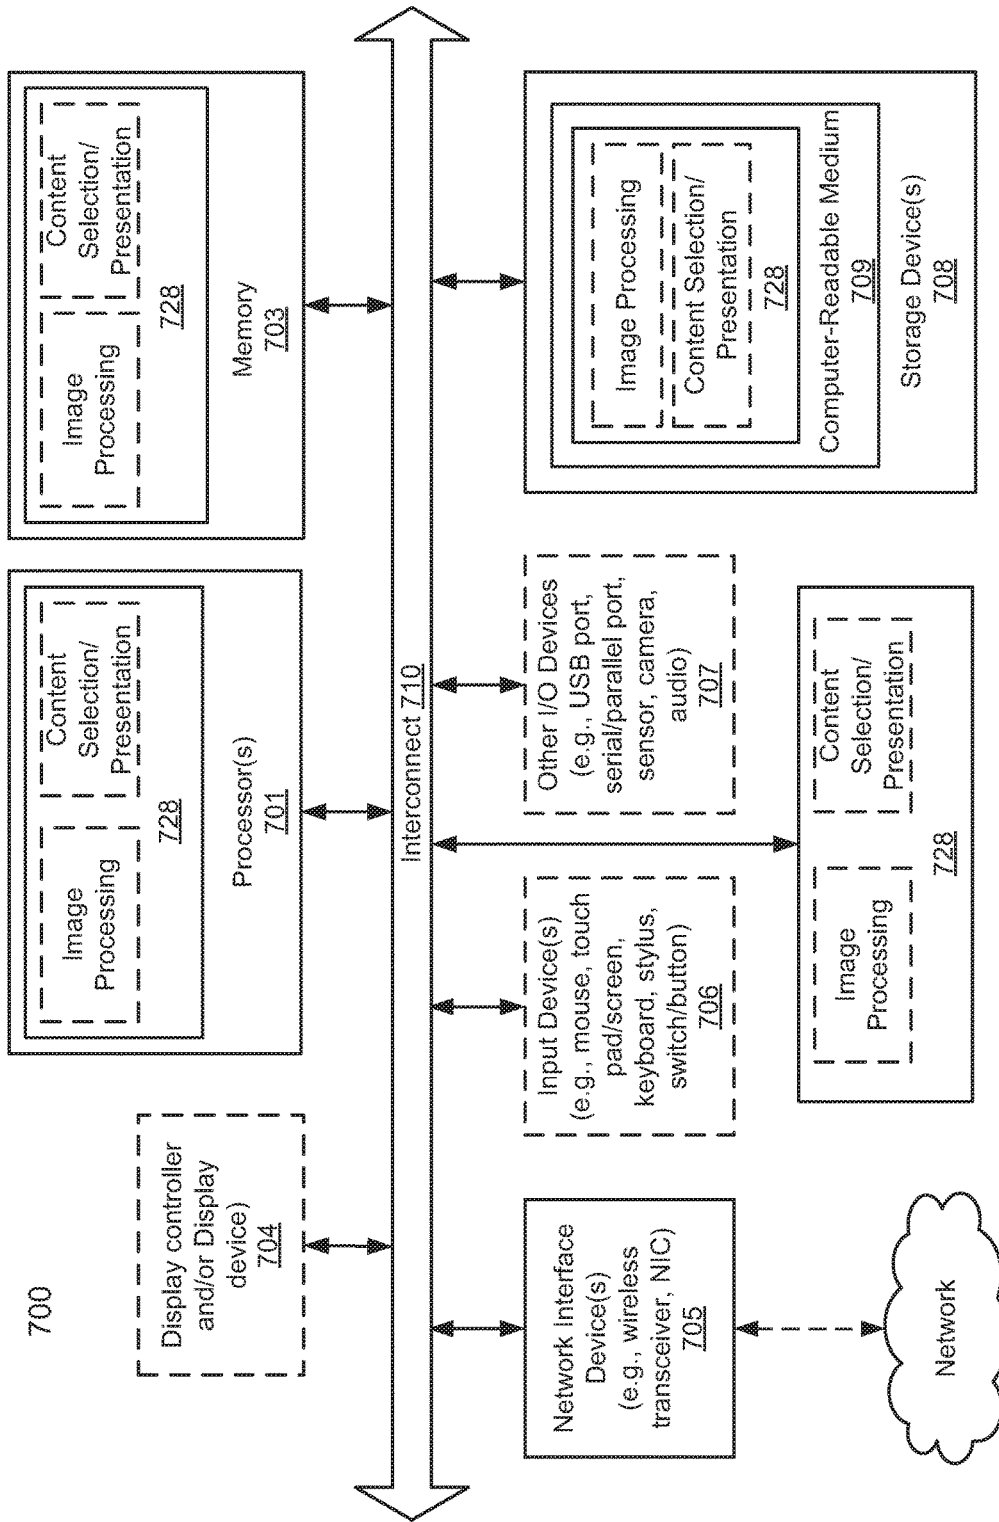 700
Display controller
and/or Display
device)
704
Image
Processing
Content
Selection/
Presentation
728
Processor(s)
701
Image
Processing
Content
Selection/
Presentation
728
Memory
703
Interconnect 710
Network Interface
Device(s)
(e.g., wireless
transceiver, NIC)
705
Input Device(s)
(e.g., mouse, touch
pad/screen,
keyboard, stylus,
switch/button)
706
Other I/O Devices
(e.g., USB port,
serial/parallel port,
sensor, camera,
audio)
707
Image Processing
Content Selection/
Presentation
728
Computer-Readable Medium
709
Storage Device(s)
708
Network
Image
Processing
Content
Selection/
Presentation
728